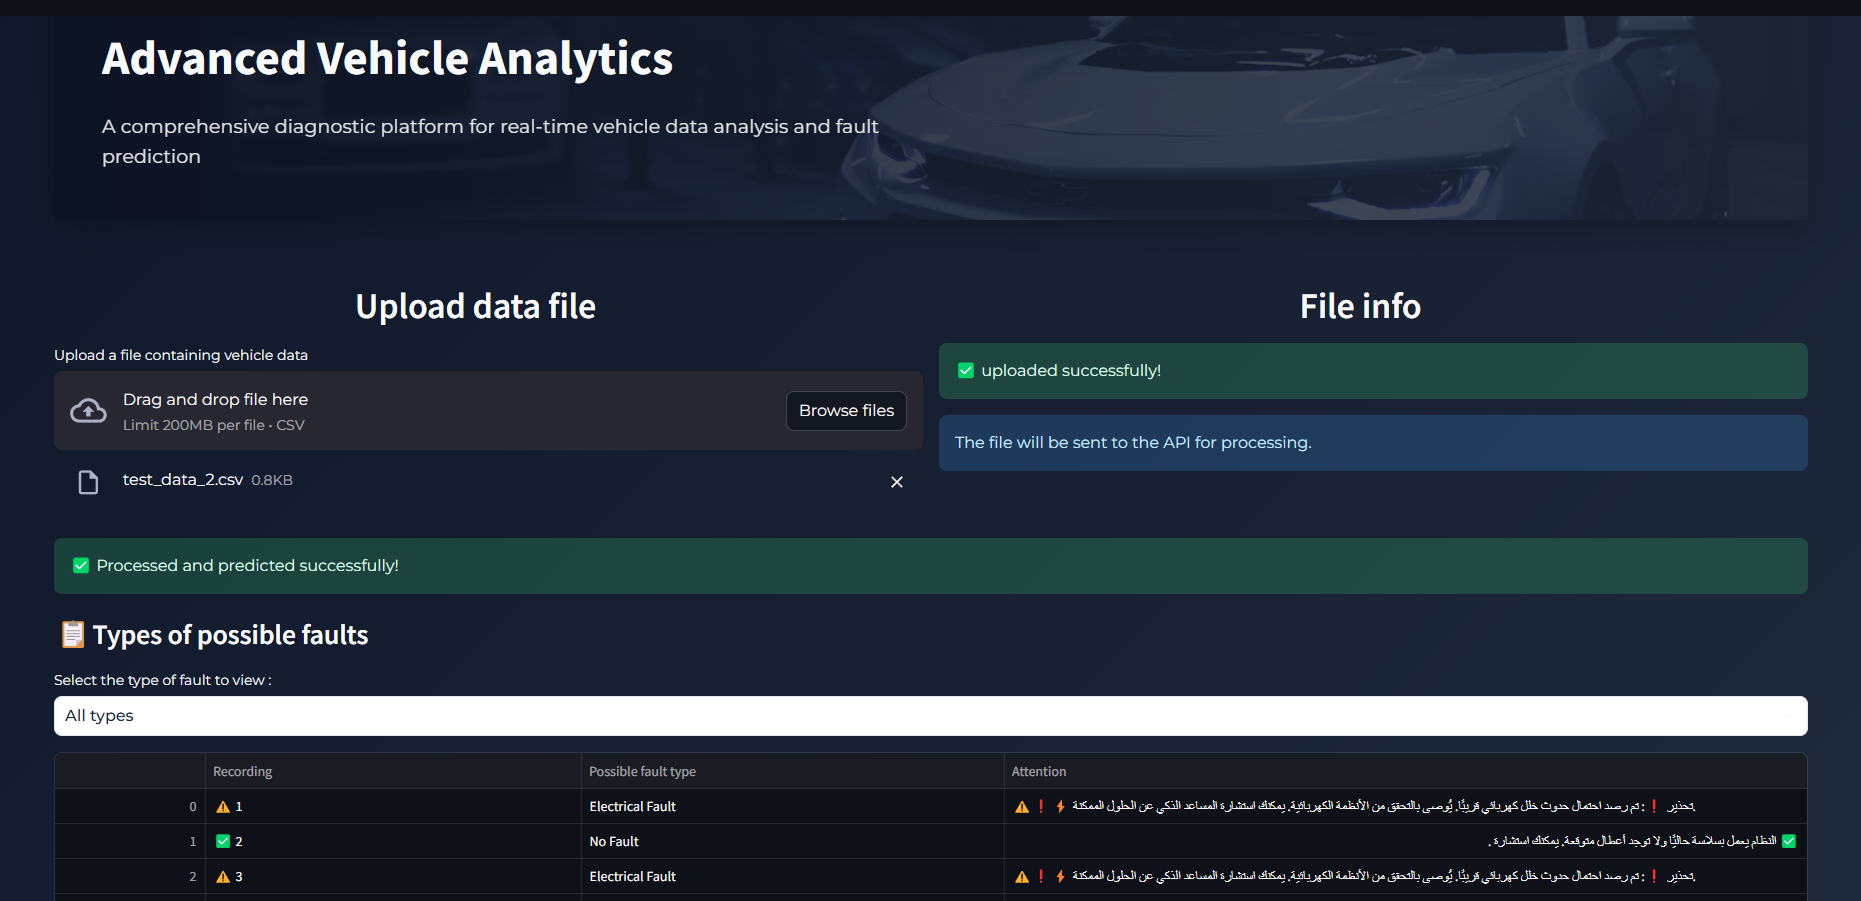 Advanced Vehicle Analytics
A comprehensive diagnostic platform for real-time vehicle data analysis and fault
prediction
Upload data file
File info
Upload a file containing vehicle data
Drag and drop file here
Limit 200MB per file • CSV
Browse files
✅ uploaded successfully!
The file will be sent to the API for processing.
test_data_2.csv 0.8KB
✅ Processed and predicted successfully!
📋 Types of possible faults
Select the type of fault to view :
All types
Recording Possible fault type Attention
0 ⚠️ 1 Electrical Fault ⚠️ ❗ ⚡ تحذير ❗ : تم رصد احتمال حدوث خلل كهربائي قريبًا. يُوصى بالتحقق من الأنظمة الكهربائية. يمكنك استشارة المساعد الذكي عن الحلول الممكنة.
1 ✅ 2 No Fault ✅ النظام يعمل بسلاسة حاليًا ولا توجد أعطال متوقعة. يمكنك استشارة .
2 ⚠️ 3 Electrical Fault ⚠️ ❗ ⚡ تحذير ❗ : تم رصد احتمال حدوث خلل كهربائي قريبًا. يُوصى بالتحقق من الأنظمة الكهربائية. يمكنك استشارة المساعد الذكي عن الحلول الممكنة.